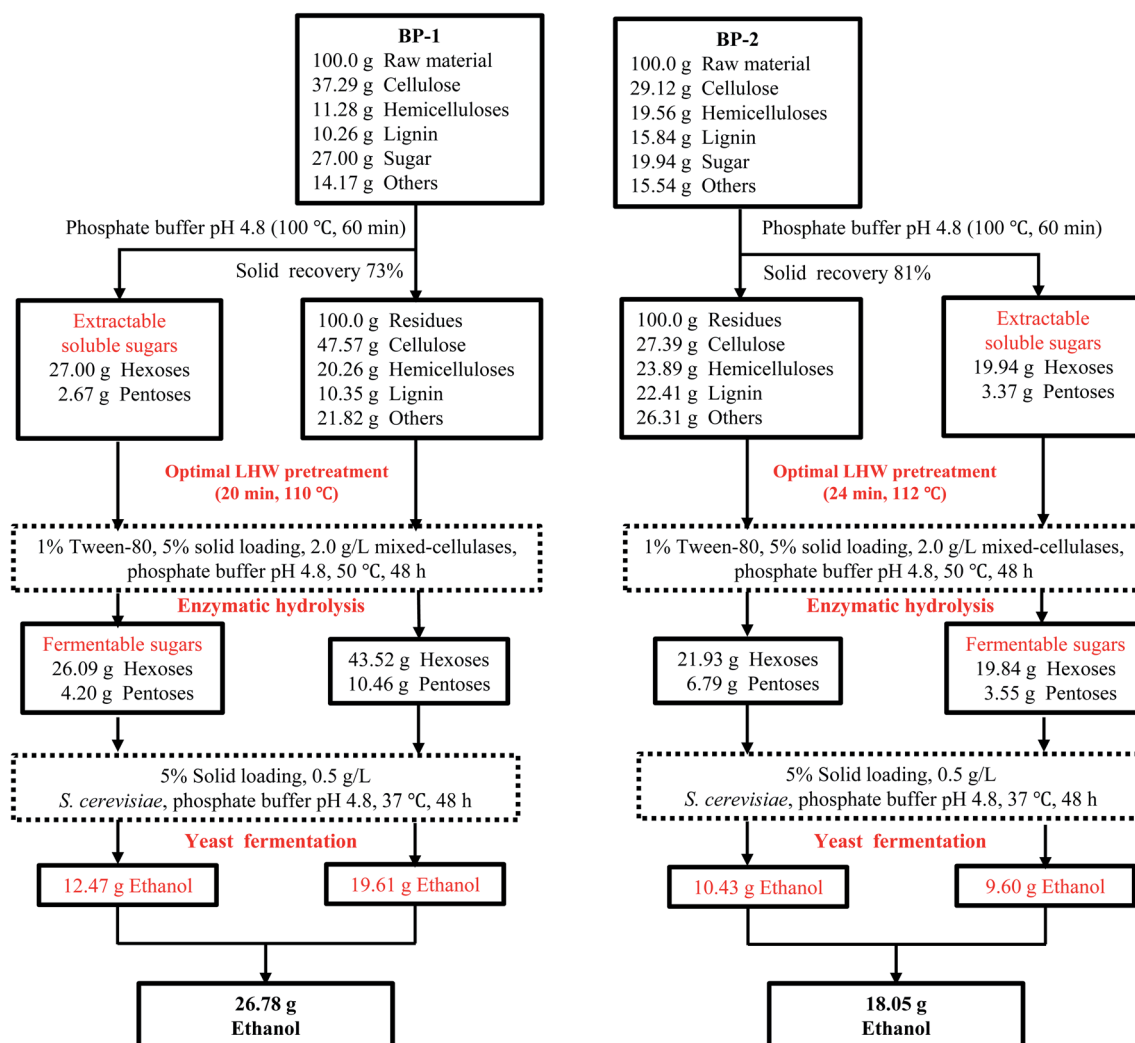 BP-1
100.0 g Raw material
37.29 g Cellulose
11.28 g Hemicelluloses
10.26 g Lignin
27.00 g Sugar
14.17 g Others
Phosphate buffer pH 4.8 (100 ℃, 60 min)
Solid recovery 73%
Extractable
soluble sugars
27.00 g Hexoses
2.67 g Pentoses
100.0 g Residues
47.57 g Cellulose
20.26 g Hemicelluloses
10.35 g Lignin
21.82 g Others
Optimal LHW pretreatment
(20 min, 110 ℃)
1% Tween-80, 5% solid loading, 2.0 g/L mixed-cellulases,
phosphate buffer pH 4.8, 50 ℃, 48 h
Enzymatic hydrolysis
Fermentable sugars
26.09 g Hexoses
4.20 g Pentoses
43.52 g Hexoses
10.46 g Pentoses
5% Solid loading, 0.5 g/L
S. cerevisiae, phosphate buffer pH 4.8, 37 ℃, 48 h
Yeast fermentation
12.47 g Ethanol
19.61 g Ethanol
26.78 g
Ethanol
BP-2
100.0 g Raw material
29.12 g Cellulose
19.56 g Hemicelluloses
15.84 g Lignin
19.94 g Sugar
15.54 g Others
Phosphate buffer pH 4.8 (100 ℃, 60 min)
Solid recovery 81%
100.0 g Residues
27.39 g Cellulose
23.89 g Hemicelluloses
22.41 g Lignin
26.31 g Others
Extractable
soluble sugars
19.94 g Hexoses
3.37 g Pentoses
Optimal LHW pretreatment
(24 min, 112 ℃)
1% Tween-80, 5% solid loading, 2.0 g/L mixed-cellulases,
phosphate buffer pH 4.8, 50 ℃, 48 h
Enzymatic hydrolysis
21.93 g Hexoses
6.79 g Pentoses
Fermentable sugars
19.84 g Hexoses
3.55 g Pentoses
5% Solid loading, 0.5 g/L
S. cerevisiae, phosphate buffer pH 4.8, 37 ℃, 48 h
Yeast fermentation
10.43 g Ethanol
9.60 g Ethanol
18.05 g
Ethanol